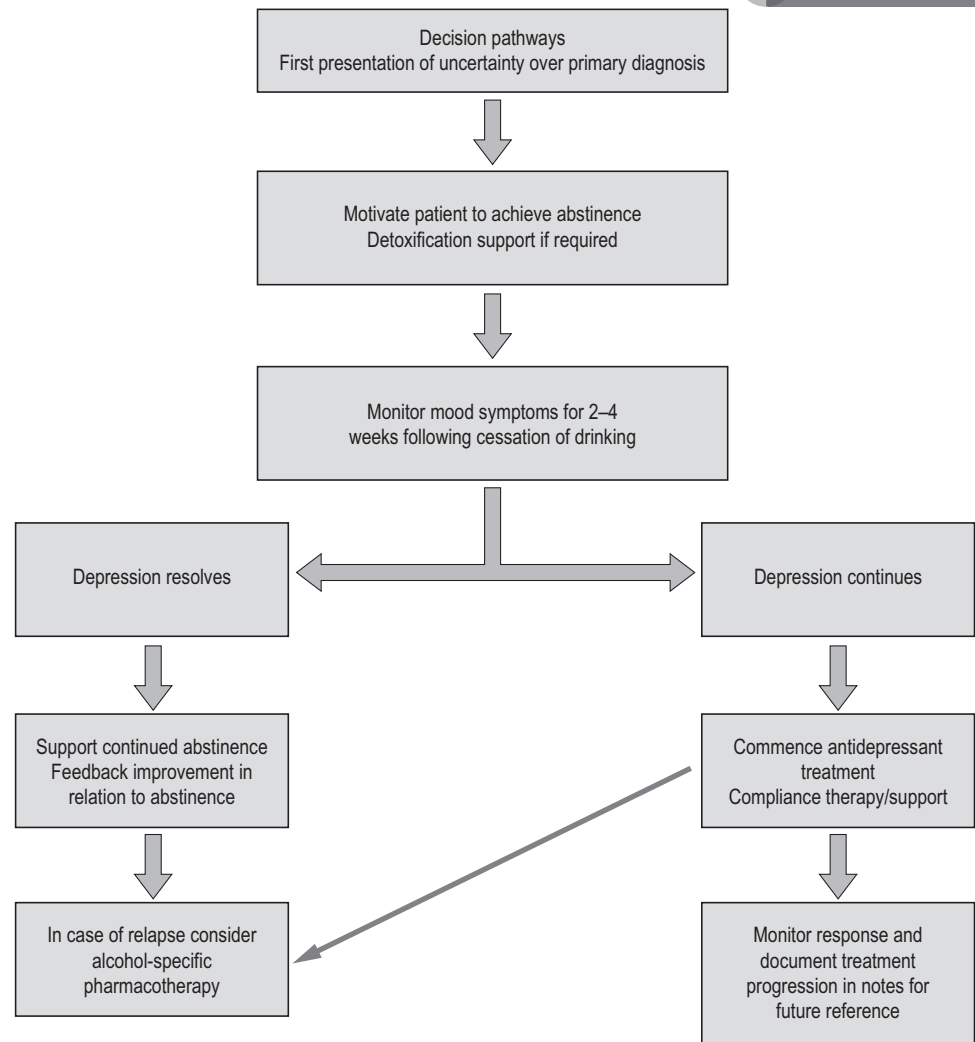 Decision pathways
First presentation of uncertainty over primary diagnosis
Motivate patient to achieve abstinence
Detoxification support if required
Monitor mood symptoms for 2–4
weeks following cessation of drinking
Depression resolves
Depression continues
Support continued abstinence
Feedback improvement in
relation to abstinence
Commence antidepressant
treatment
Compliance therapy/support
In case of relapse consider
alcohol-specific
pharmacotherapy
Monitor response and
document treatment
progression in notes for
future reference